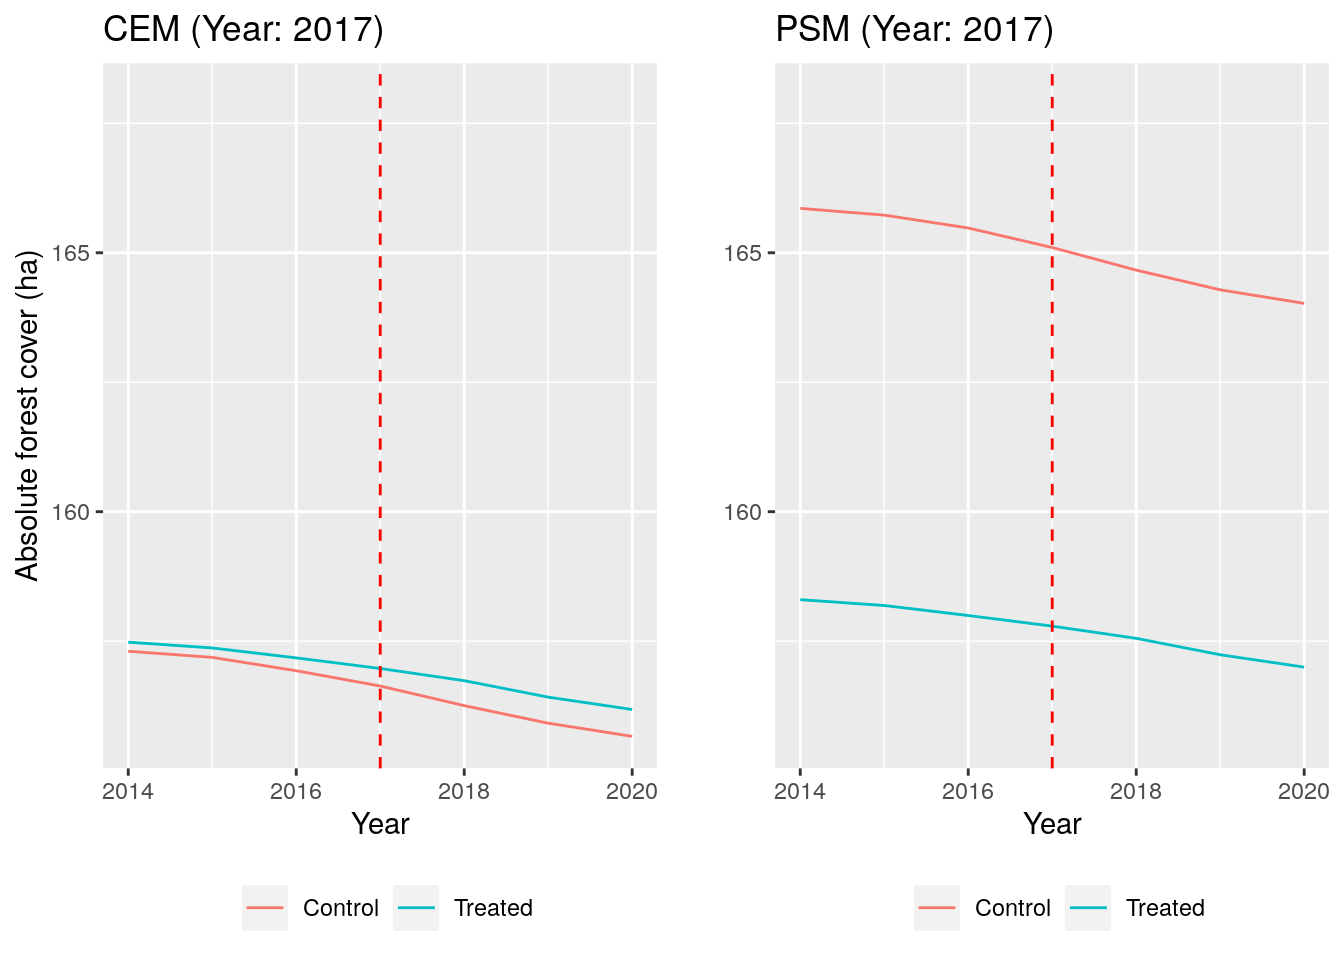 CEM (Year: 2017)
Absolute forest cover (ha)
165
160
2014 2016 2018 2020
Year
Control Treated
PSM (Year: 2017)
165
160
2014 2016 2018 2020
Year
Control Treated